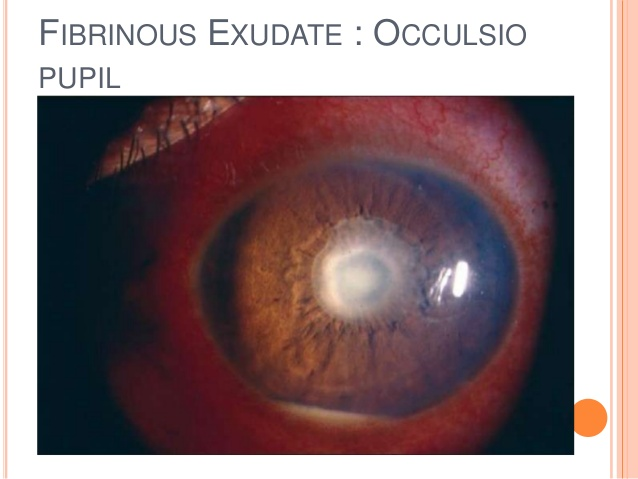 FIBRINOUS EXUDATE : OCCULSIO
PUPIL